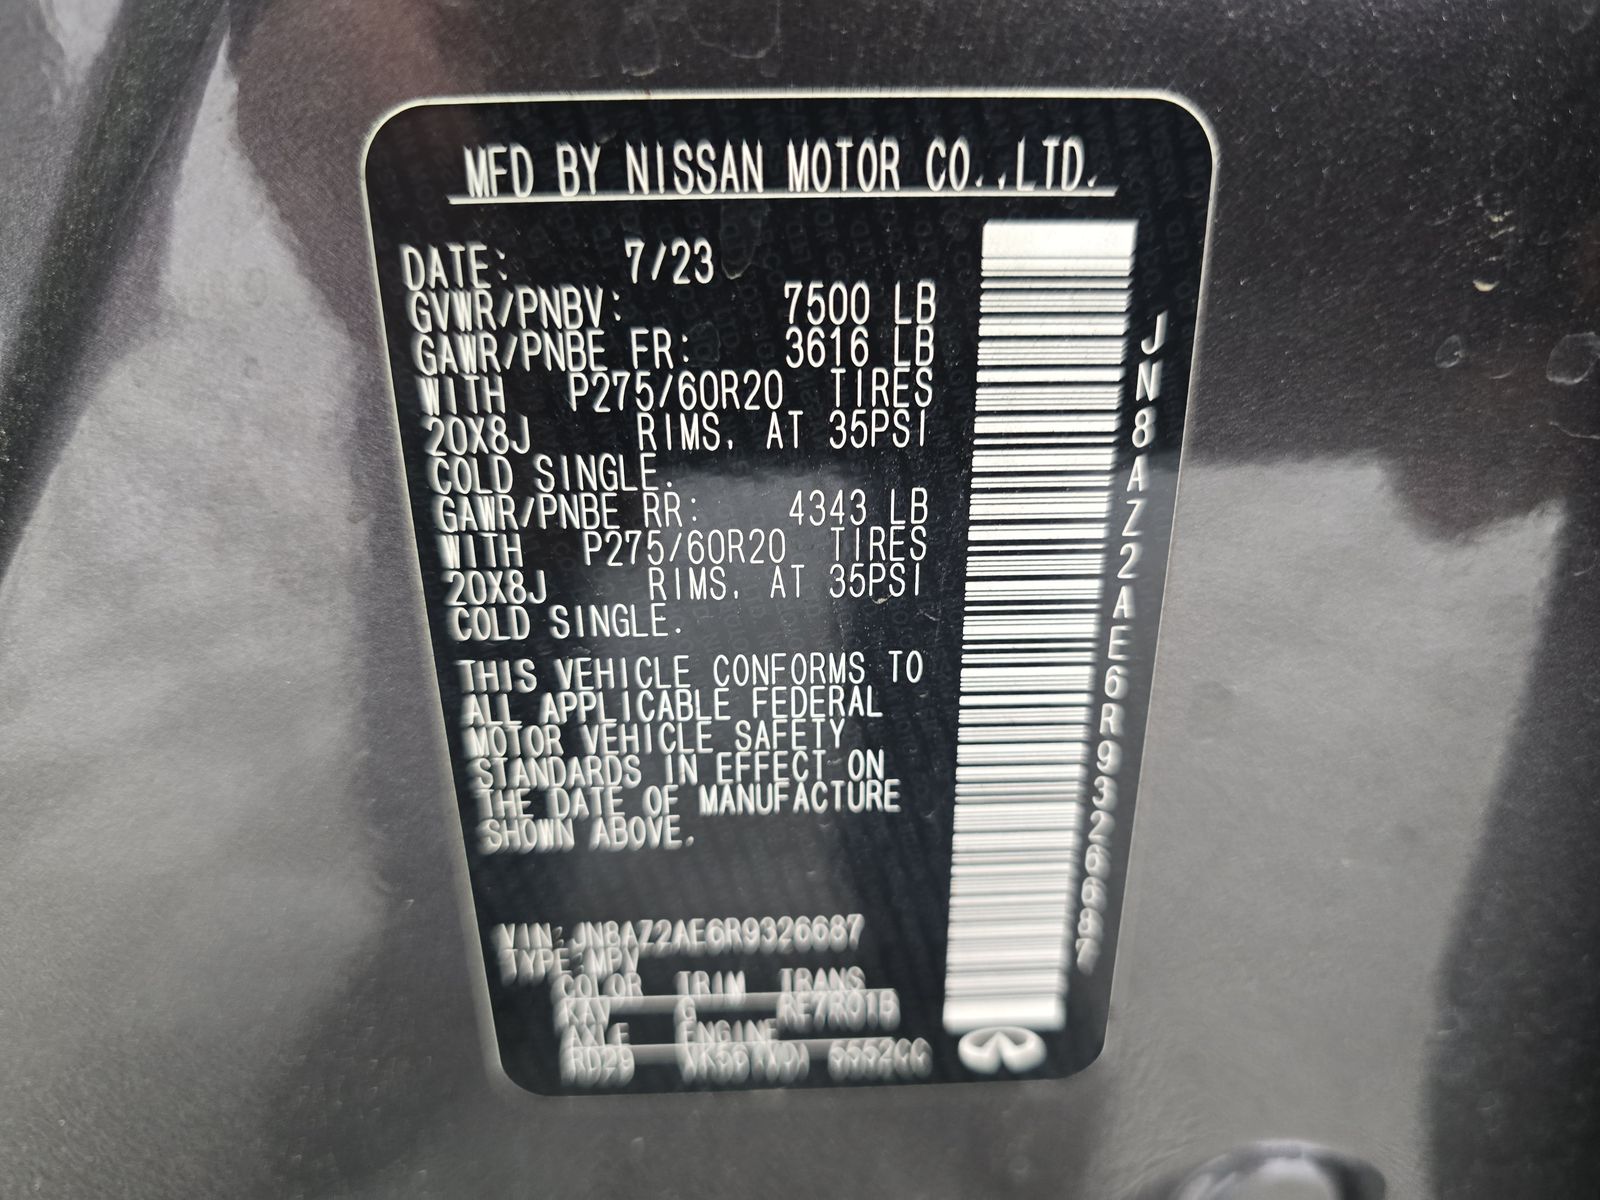 MFD BY NISSAN MOTOR CO.,LTD.
DATE: 7/23
GVWR/PNBV: 7500 LB
GAWR/PNBE FR: 3616 LB
WITH P275/60R20 TIRES
20X8J RIMS. AT 35PSI
COLD SINGLE.
GAWR/PNBE RR: 4343 LB
WITH P275/60R20 TIRES
20X8J RIMS. AT 35PSI
COLD SINGLE.
THIS VEHICLE CONFORMS TO
ALL APPLICABLE FEDERAL
MOTOR VEHICLE SAFETY
STANDARDS IN EFFECT ON
THE DATE OF MANUFACTURE
SHOWN ABOVE.
VIN:JN8AZ2AE6R9326687
TYPE:MPV
COLOR TRIM TRANS
KAV G RE7R01B
AXLE ENGINE
RD29 5552CC
JN8AZ2AE6R9326687